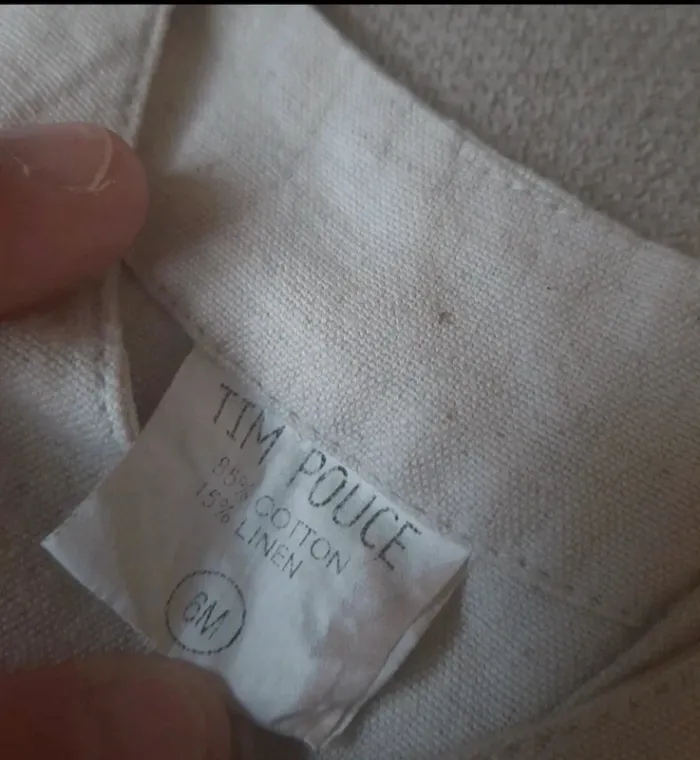 TIM POUCE
85% COTTON
15% LINEN
6M